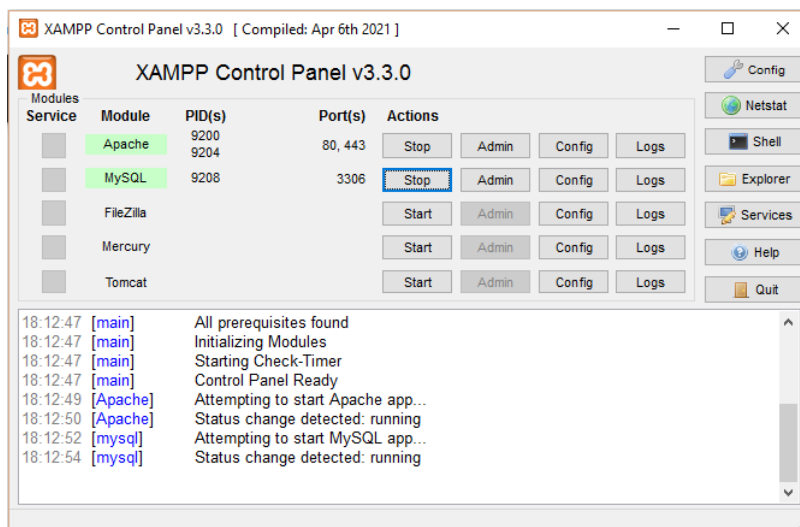 XAMPP Control Panel v3.3.0 [ Compiled: Apr 6th 2021 ]
XAMPP Control Panel v3.3.0
Config
Modules
Service Module PID(s) Port(s) Actions
Netstat
Apache 9200 9204 80, 443 Stop Admin Config Logs
Shell
MySQL 9208 3306 Stop Admin Config Logs
Explorer
FileZilla Start Admin Config Logs
Services
Mercury Start Admin Config Logs
Help
Tomcat Start Admin Config Logs
Quit
18:12:47 [main] All prerequisites found
18:12:47 [main] Initializing Modules
18:12:47 [main] Starting Check-Timer
18:12:47 [main] Control Panel Ready
18:12:49 [Apache] Attempting to start Apache app...
18:12:50 [Apache] Status change detected: running
18:12:52 [mysql] Attempting to start MySQL app...
18:12:54 [mysql] Status change detected: running